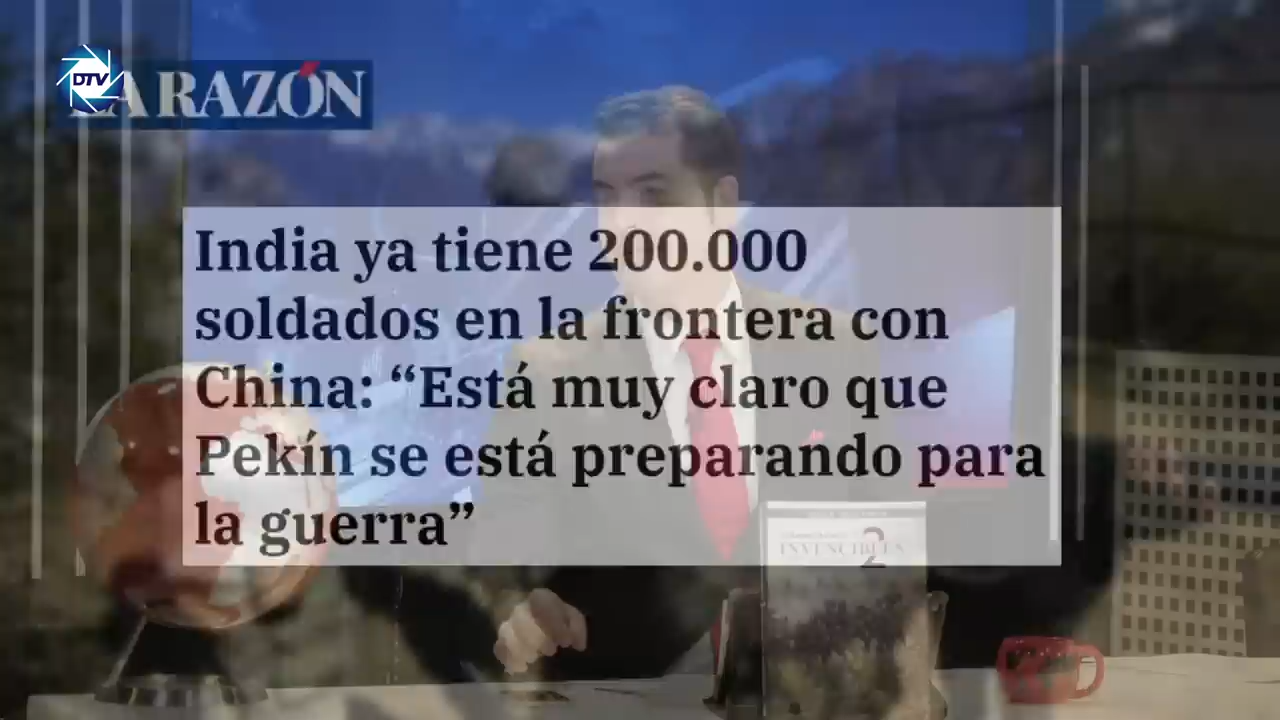 DTV
LA RAZÓN
India ya tiene 200.000
soldados en la frontera con
China: “Está muy claro que
Pekín se está preparando para
la guerra”
INVENCIBLES
2